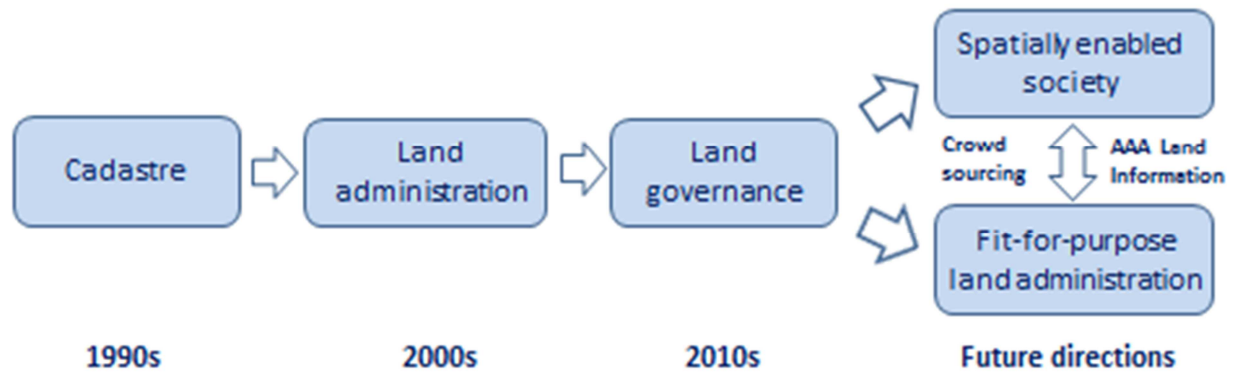 Cadastre
Land
administration
Land
governance
Spatially enabled
society
Crowd
sourcing
AAA Land
Information
Fit-for-purpose
land administration
1990s
2000s
2010s
Future directions